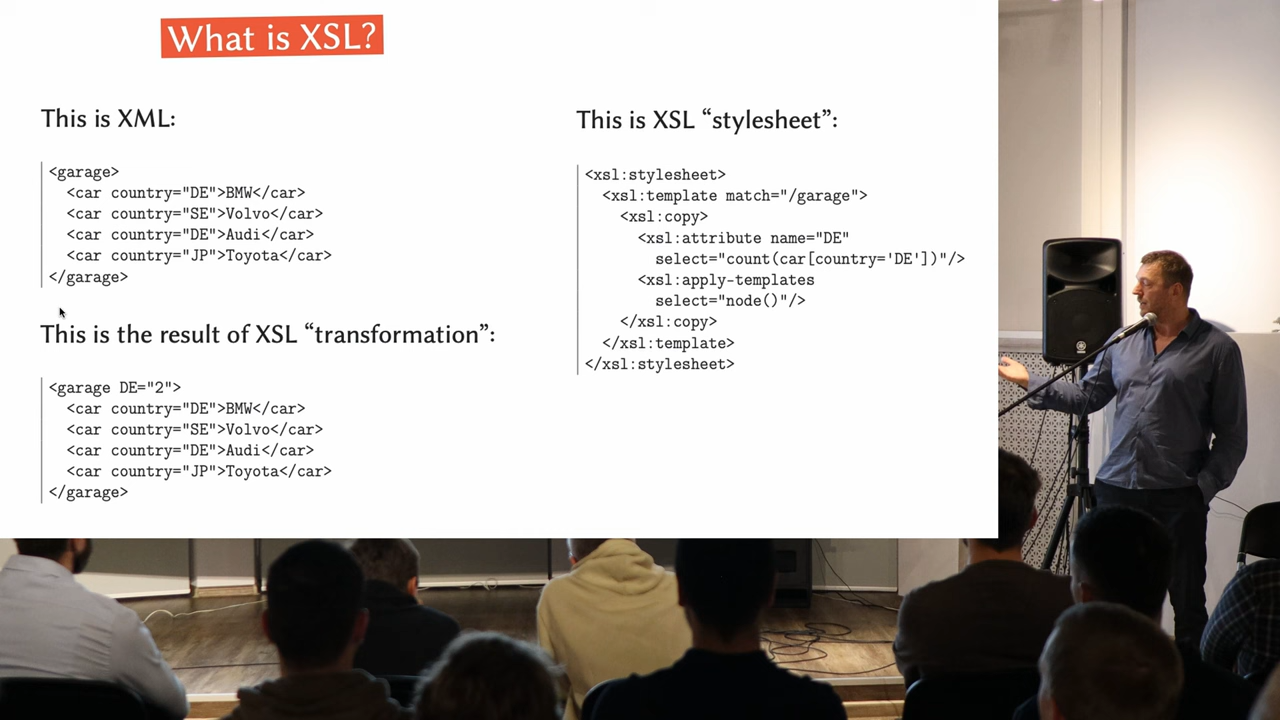 What is XSL?
This is XML:
<garage>
  <car country="DE">BMW</car>
  <car country="SE">Volvo</car>
  <car country="DE">Audi</car>
  <car country="JP">Toyota</car>
</garage>
This is the result of XSL “transformation”:
<garage DE="2">
  <car country="DE">BMW</car>
  <car country="SE">Volvo</car>
  <car country="DE">Audi</car>
  <car country="JP">Toyota</car>
</garage>
This is XSL “stylesheet”:
<xsl:stylesheet>
  <xsl:template match="/garage">
    <xsl:copy>
      <xsl:attribute name="DE"
        select="count(car[country='DE'])"/>
      <xsl:apply-templates
        select="node()"/>
    </xsl:copy>
  </xsl:template>
</xsl:stylesheet>